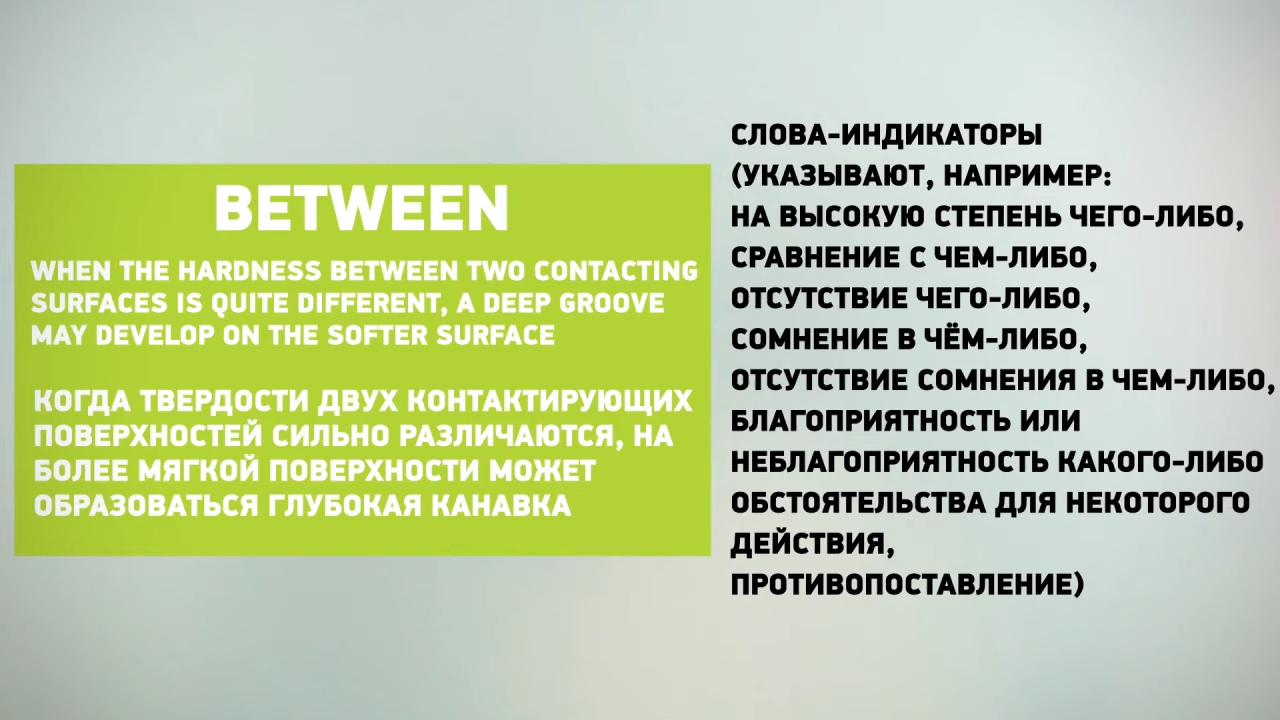 BETWEEN
WHEN THE HARDNESS BETWEEN TWO CONTACTING
SURFACES IS QUITE DIFFERENT, A DEEP GROOVE
MAY DEVELOP ON THE SOFTER SURFACE
КОГДА ТВЕРДОСТИ ДВУХ КОНТАКТИРУЮЩИХ
ПОВЕРХНОСТЕЙ СИЛЬНО РАЗЛИЧАЮТСЯ, НА
БОЛЕЕ МЯГКОЙ ПОВЕРХНОСТИ МОЖЕТ
ОБРАЗОВАТЬСЯ ГЛУБОКАЯ КАНАВКА
СЛОВА-ИНДИКАТОРЫ
(УКАЗЫВАЮТ, НАПРИМЕР:
НА ВЫСОКУЮ СТЕПЕНЬ ЧЕГО-ЛИБО,
СРАВНЕНИЕ С ЧЕМ-ЛИБО,
ОТСУТСТВИЕ ЧЕГО-ЛИБО,
СОМНЕНИЕ В ЧЁМ-ЛИБО,
ОТСУТСТВИЕ СОМНЕНИЯ В ЧЕМ-ЛИБО,
БЛАГОПРИЯТНОСТЬ ИЛИ
НЕБЛАГОПРИЯТНОСТЬ КАКОГО-ЛИБО
ОБСТОЯТЕЛЬСТВА ДЛЯ НЕКОТОРОГО
ДЕЙСТВИЯ,
ПРОТИВОПОСТАВЛЕНИЕ)